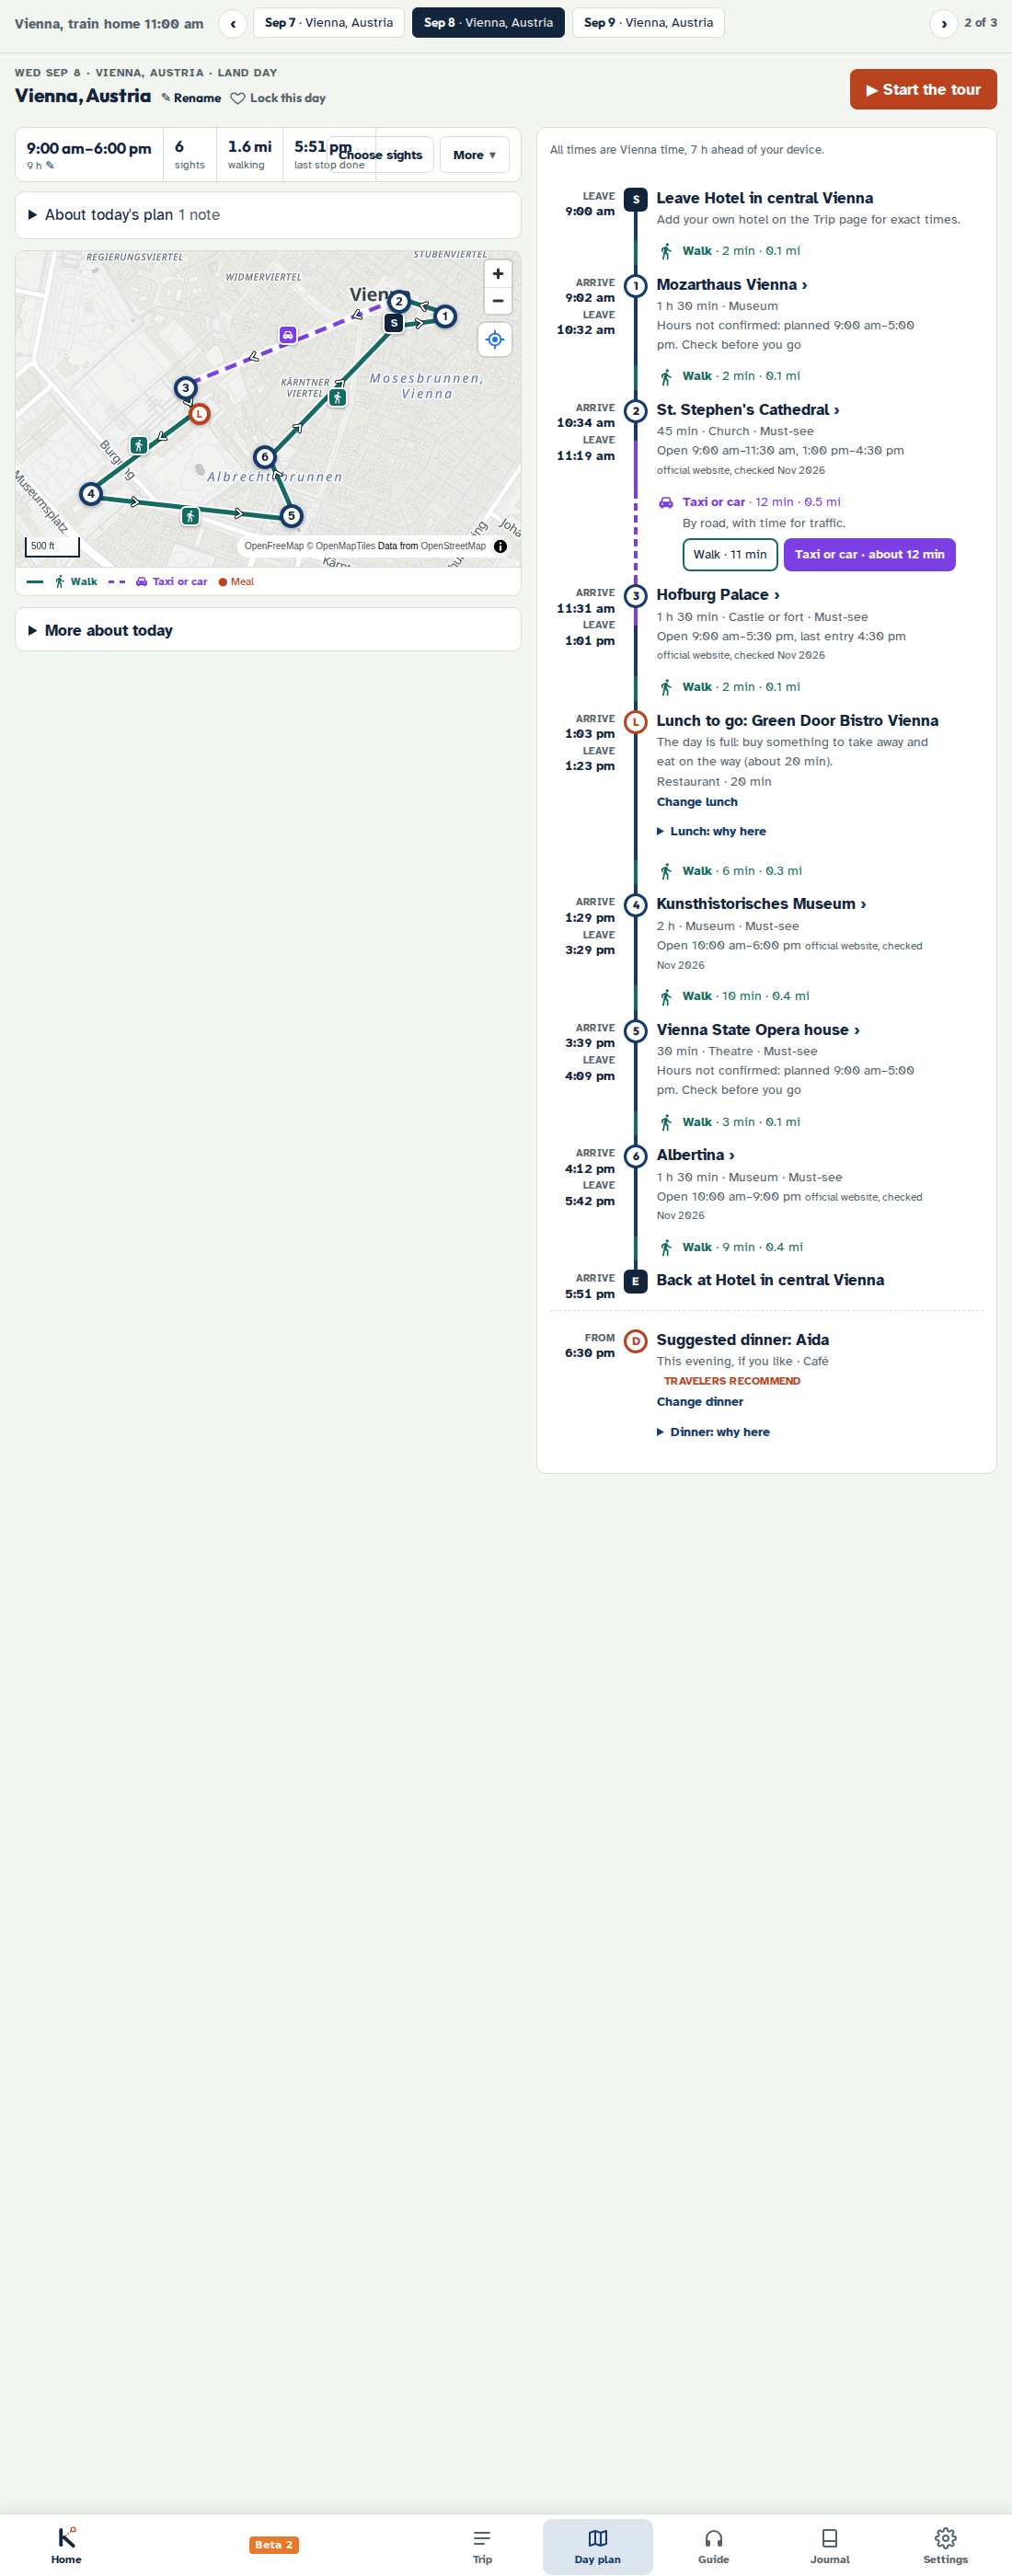 Vienna, train home 11:00 am
‹
Sep 7 · Vienna, Austria
Sep 8 · Vienna, Austria
Sep 9 · Vienna, Austria
›
2 of 3
WED SEP 8 · VIENNA, AUSTRIA · LAND DAY
Vienna, Austria
✎ Rename
Lock this day
▶ Start the tour
9:00 am–6:00 pm
9 h ✎
6
sights
1.6 mi
walking
5:51 pm
last stop done
Choose sights
More ▾
▶ About today's plan 1 note
REGIERUNGSVIERTEL
STUBENVIERTEL
WIDMERVIERTEL
Vienna
2
1
S
3
L
KÄRNTNER
VIERTEL
Mosesbrunnen,
Vienna
6
Albrechtsbrunnen
4
5
Burgring
Museumsplatz
+
−
500 ft
OpenFreeMap © OpenMapTiles Data from OpenStreetMap
Walk
Taxi or car
Meal
▶ More about today
All times are Vienna time, 7 h ahead of your device.
LEAVE
9:00 am
S
Leave Hotel in central Vienna
Add your own hotel on the Trip page for exact times.
Walk · 2 min · 0.1 mi
ARRIVE
9:02 am
LEAVE
10:32 am
1
Mozarthaus Vienna ›
1 h 30 min · Museum
Hours not confirmed: planned 9:00 am–5:00
pm. Check before you go
Walk · 2 min · 0.1 mi
ARRIVE
10:34 am
LEAVE
11:19 am
2
St. Stephen's Cathedral ›
45 min · Church · Must-see
Open 9:00 am–11:30 am, 1:00 pm–4:30 pm
official website, checked Nov 2026
Taxi or car · 12 min · 0.5 mi
By road, with time for traffic.
Walk · 11 min
Taxi or car · about 12 min
ARRIVE
11:31 am
LEAVE
1:01 pm
3
Hofburg Palace ›
1 h 30 min · Castle or fort · Must-see
Open 9:00 am–5:30 pm, last entry 4:30 pm
official website, checked Nov 2026
Walk · 2 min · 0.1 mi
ARRIVE
1:03 pm
LEAVE
1:23 pm
L
Lunch to go: Green Door Bistro Vienna
The day is full: buy something to take away and
eat on the way (about 20 min).
Restaurant · 20 min
Change lunch
▶ Lunch: why here
Walk · 6 min · 0.3 mi
ARRIVE
1:29 pm
LEAVE
3:29 pm
4
Kunsthistorisches Museum ›
2 h · Museum · Must-see
Open 10:00 am–6:00 pm official website, checked
Nov 2026
Walk · 10 min · 0.4 mi
ARRIVE
3:39 pm
LEAVE
4:09 pm
5
Vienna State Opera house ›
30 min · Theatre · Must-see
Hours not confirmed: planned 9:00 am–5:00
pm. Check before you go
Walk · 3 min · 0.1 mi
ARRIVE
4:12 pm
LEAVE
5:42 pm
6
Albertina ›
1 h 30 min · Museum · Must-see
Open 10:00 am–9:00 pm official website, checked
Nov 2026
Walk · 9 min · 0.4 mi
ARRIVE
5:51 pm
E
Back at Hotel in central Vienna
FROM
6:30 pm
D
Suggested dinner: Aida
This evening, if you like · Café
TRAVELERS RECOMMEND
Change dinner
▶ Dinner: why here
Home
Beta 2
Trip
Day plan
Guide
Journal
Settings